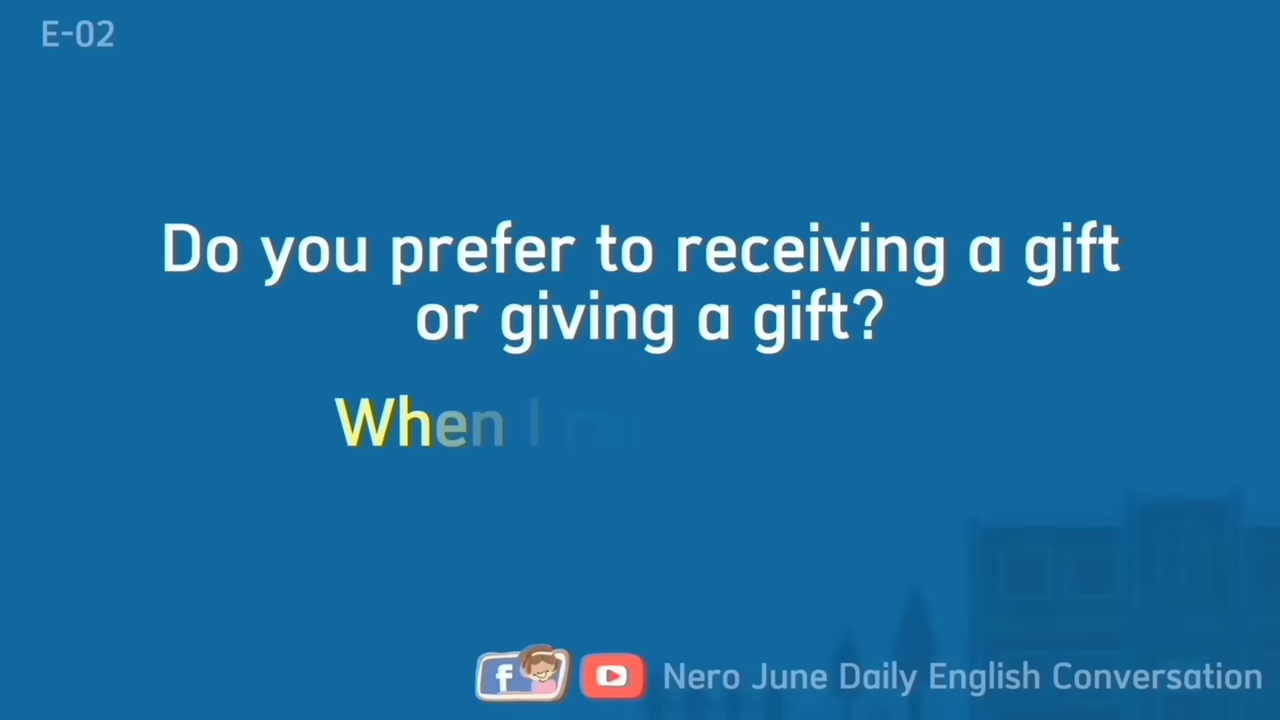 E-02
Do you prefer to receiving a gift
or giving a gift?
When I
Nero June Daily English Conversation